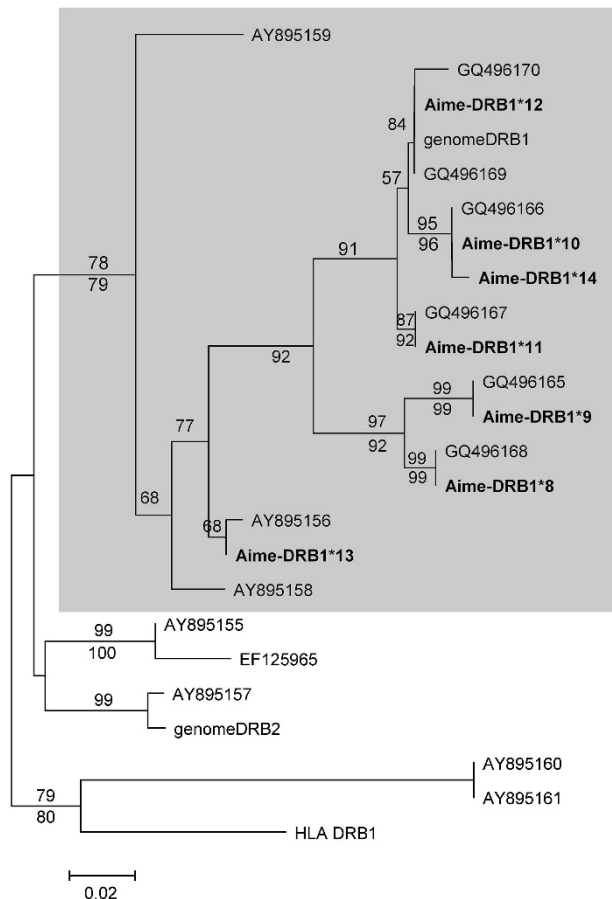 AY895159
GQ496170
Aime-DRB1*12
84
genomeDRB1
57
GQ496169
GQ496166
95
96
Aime-DRB1*10
91
Aime-DRB1*14
78
79
GQ496167
87
92
Aime-DRB1*11
92
GQ496165
99
99
Aime-DRB1*9
97
92
77
GQ496168
99
99
Aime-DRB1*8
68
AY895156
68
Aime-DRB1*13
AY895158
AY895155
99
100
EF125965
AY895157
99
genomeDRB2
AY895160
AY895161
79
80
HLA DRB1
0.02